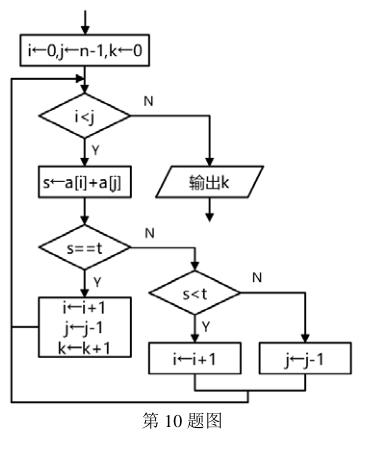 i←0,j←n-1,k←0
i<j
N
Y
s←a[i]+a[j]
输出k
s==t
N
Y
s<t
N
Y
i←i+1
j←j-1
k←k+1
i←i+1
j←j-1
第 10 题图